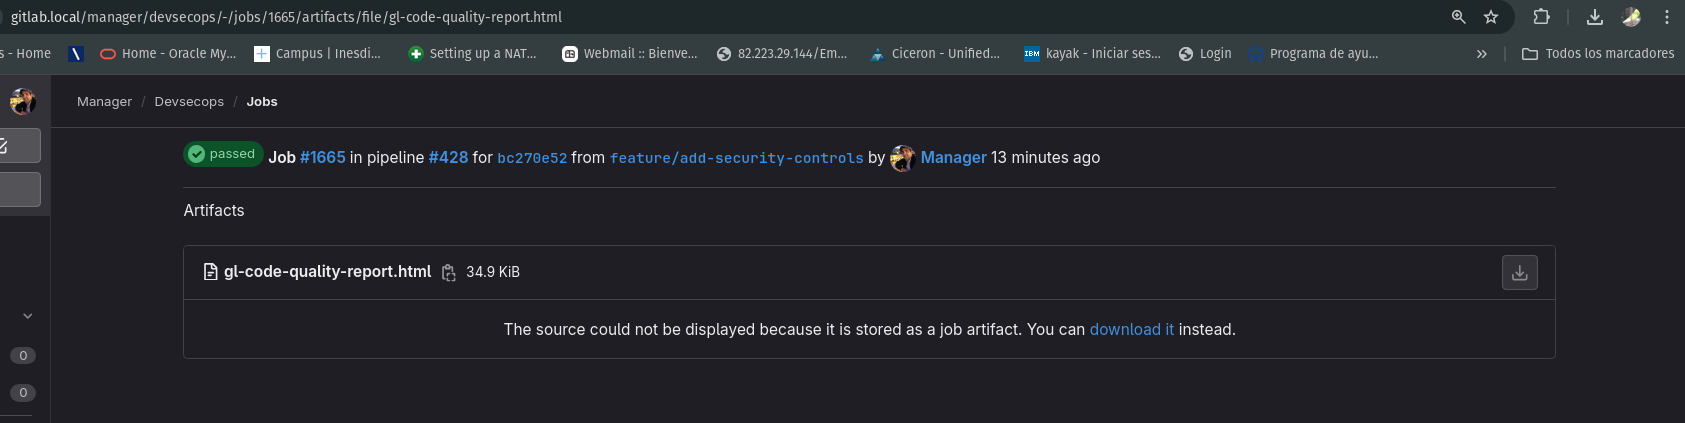 gitlab.local/manager/devsecops/-/jobs/1665/artifacts/file/gl-code-quality-report.html
s - Home \ Home - Oracle My... Campus | Inesdi... Setting up a NAT... Webmail :: Bienve... 82.223.29.144/Em... Ciceron - Unified... IBM kayak - Iniciar ses... Login Programa de ayu... » Todos los marcadores
Manager / Devsecops / Jobs
passed Job #1665 in pipeline #428 for bc270e52 from feature/add-security-controls by Manager 13 minutes ago
Artifacts
gl-code-quality-report.html 34.9 KiB
The source could not be displayed because it is stored as a job artifact. You can download it instead.
0
0